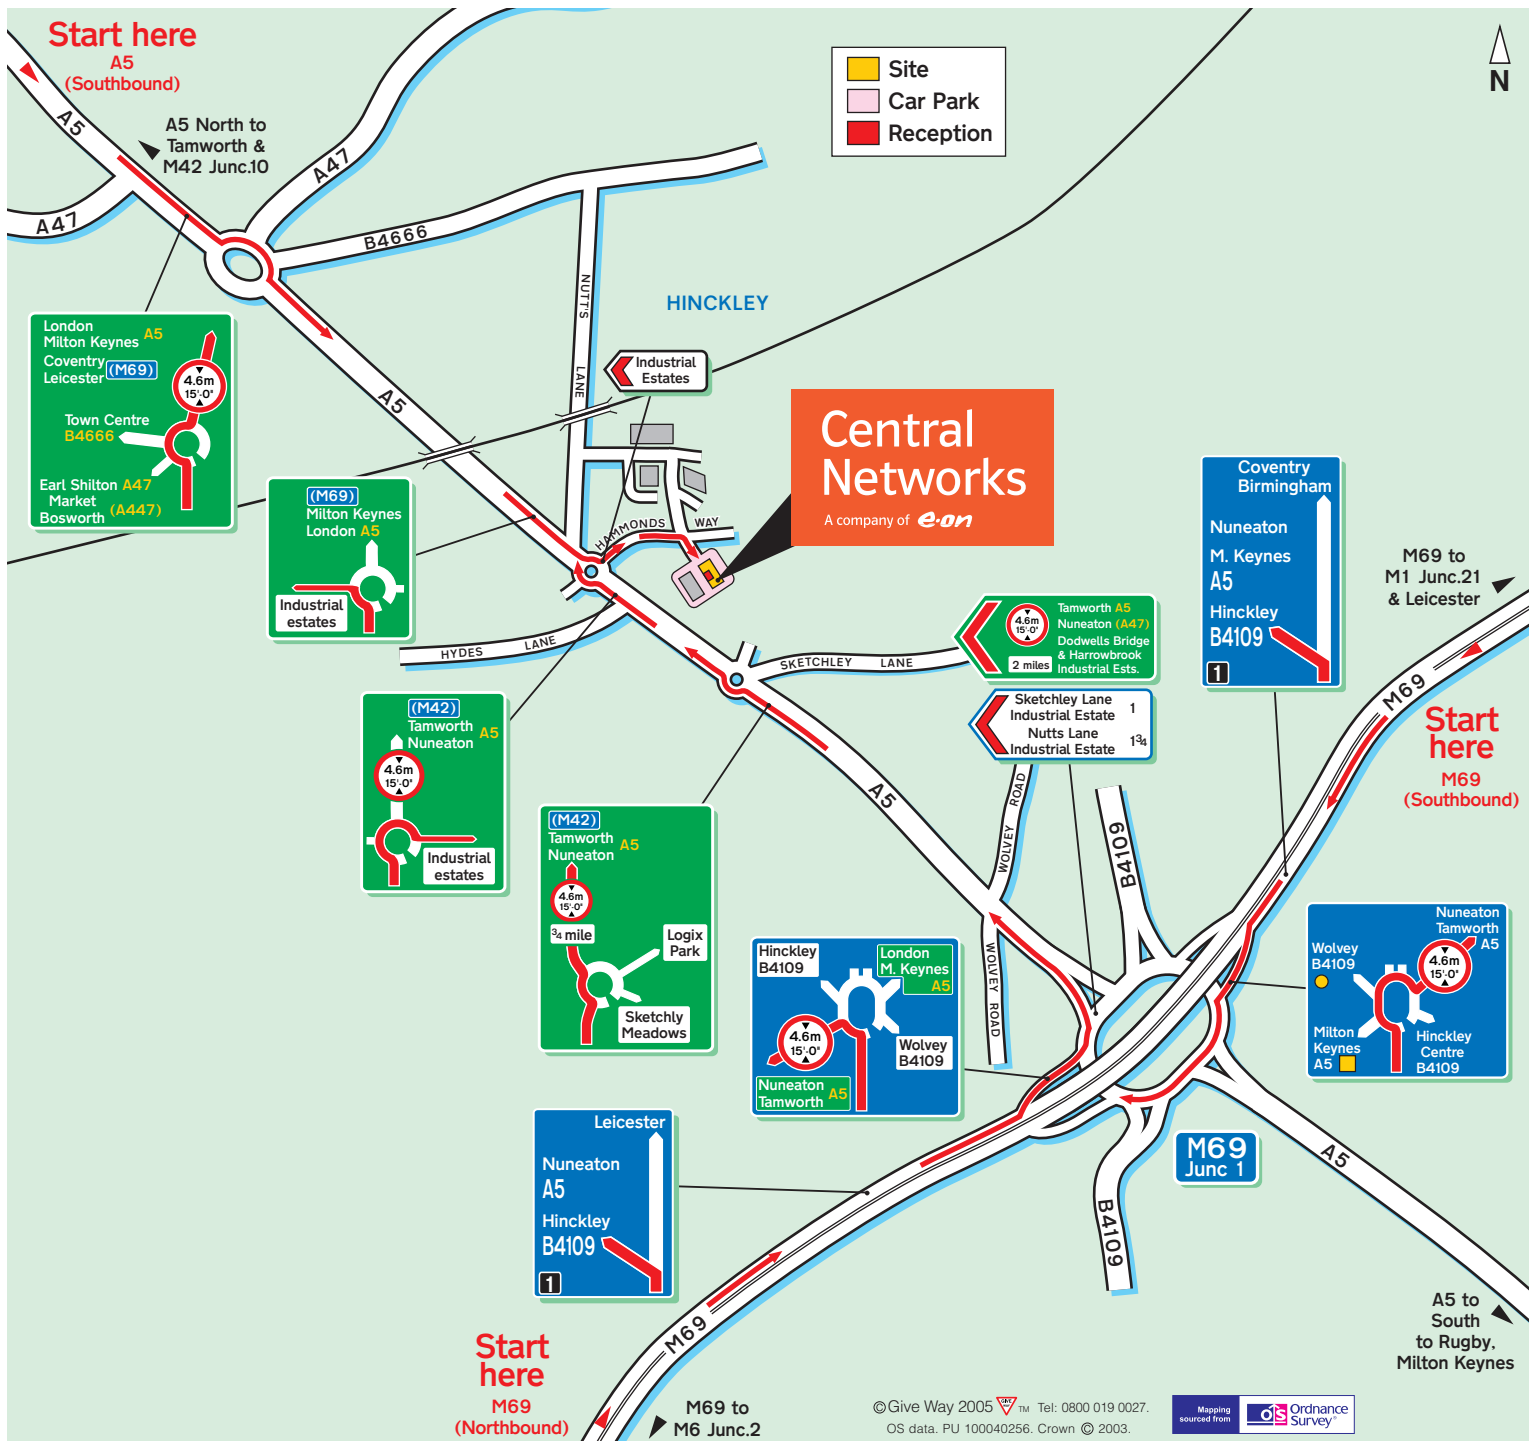 Start here
A5
(Southbound)
A5 North to
Tamworth &
M42 Junc.10
A5
A47
A47
B4666
Site
Car Park
Reception
N
HINCKLEY
NUTT'S
LANE
A5
London
Milton Keynes A5
Coventry
Leicester (M69)
4.6m
15'-0"
Town Centre
B4666
Earl Shilton A47
Market
Bosworth (A447)
Industrial
Estates
Central
Networks
A company of e·on
(M69)
Milton Keynes
London A5
Industrial
estates
HAMMONDS WAY
HYDES LANE
SKETCHLEY LANE
4.6m
15'-0"
2 miles
Tamworth A5
Nuneaton (A47)
Dodwells Bridge
& Harrowbrook
Industrial Ests.
Sketchley Lane
Industrial Estate 1
Nutts Lane
Industrial Estate 1¾
Coventry
Birmingham
Nuneaton
M. Keynes
A5
Hinckley
B4109
1
M69 to
M1 Junc.21
& Leicester
M69
Start
here
M69
(Southbound)
(M42)
Tamworth
Nuneaton A5
4.6m
15'-0"
Industrial
estates
(M42)
Tamworth
Nuneaton A5
4.6m
15'-0"
¾ mile
Logix
Park
Sketchly
Meadows
A5
WOLVEY ROAD
WOLVEY ROAD
B4109
Hinckley
B4109
London
M. Keynes
A5
4.6m
15'-0"
Wolvey
B4109
Nuneaton
Tamworth A5
Nuneaton
Tamworth
A5
Wolvey
B4109
4.6m
15'-0"
Milton
Keynes
A5
Hinckley
Centre
B4109
Leicester
Nuneaton
A5
Hinckley
B4109
1
M69
Junc 1
A5
B4109
M69
Start
here
M69
(Northbound)
M69 to
M6 Junc.2
A5 to
South
to Rugby,
Milton Keynes
© Give Way 2005 GIVE WAY TM Tel: 0800 019 0027.
OS data. PU 100040256. Crown © 2003.
Mapping
sourced from
OS Ordnance
Survey®